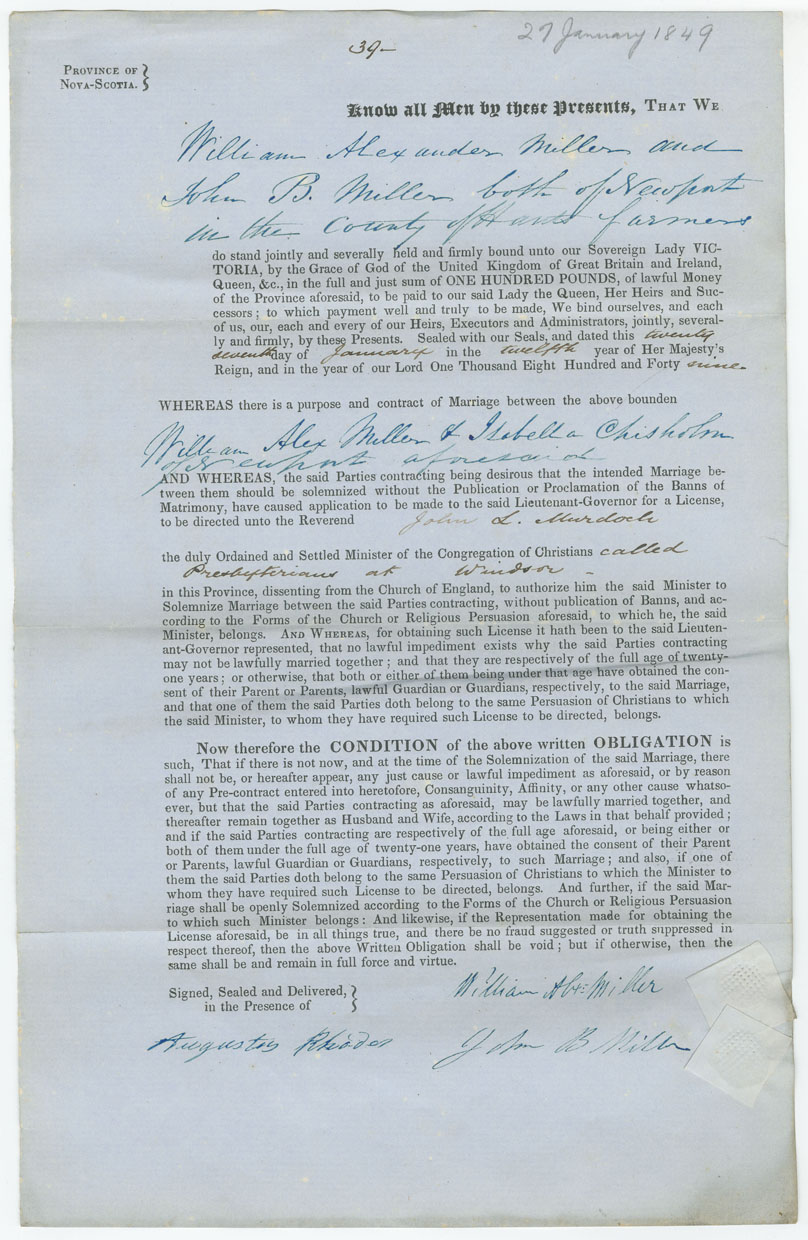 27 January 1849
39-
PROVINCE OF
NOVA-SCOTIA.
Know all Men by these Presents, THAT WE
William Alexander Miller and
John B. Miller both of Newport
in the County of Hants farmers
do stand jointly and severally held and firmly bound unto our Sovereign Lady VIC-
TORIA, by the Grace of God of the United Kingdom of Great Britain and Ireland,
Queen, &c., in the full and just sum of ONE HUNDRED POUNDS, of lawful Money
of the Province aforesaid, to be paid to our said Lady the Queen, Her Heirs and Suc-
cessors; to which payment well and truly to be made, We bind ourselves, and each
of us, our, each and every of our Heirs, Executors and Administrators, jointly, several-
ly and firmly, by these Presents. Sealed with our Seals, and dated this twenty
seventh day of January in the twelfth year of Her Majesty's
Reign, and in the year of our Lord One Thousand Eight Hundred and Forty nine.
WHEREAS there is a purpose and contract of Marriage between the above bounden
William Alex Miller & Isabella Chisholm
of Newport aforesaid
AND WHEREAS, the said Parties contracting being desirous that the intended Marriage be-
tween them should be solemnized without the Publication or Proclamation of the Banns of
Matrimony, have caused application to be made to the said Lieutenant-Governor for a License,
to be directed unto the Reverend John L. Murdoch
the duly Ordained and Settled Minister of the Congregation of Christians called
Presbyterians at Windsor -
in this Province, dissenting from the Church of England, to authorize him the said Minister to
Solemnize Marriage between the said Parties contracting, without publication of Banns, and ac-
cording to the Forms of the Church or Religious Persuasion aforesaid, to which he, the said
Minister, belongs. AND WHEREAS, for obtaining such License it hath been to the said Lieuten-
ant-Governor represented, that no lawful impediment exists why the said Parties contracting
may not be lawfully married together; and that they are respectively of the full age of twenty-
one years; or otherwise, that both or either of them being under that age have obtained the con-
sent of their Parent or Parents, lawful Guardian or Guardians, respectively, to the said Marriage,
and that one of them the said Parties doth belong to the same Persuasion of Christians to which
the said Minister, to whom they have required such License to be directed, belongs.
Now therefore the CONDITION of the above written OBLIGATION is
such, That if there is not now, and at the time of the Solemnization of the said Marriage, there
shall not be, or hereafter appear, any just cause or lawful impediment as aforesaid, or by reason
of any Pre-contract entered into heretofore, Consanguinity, Affinity, or any other cause whatso-
ever, but that the said Parties contracting as aforesaid, may be lawfully married together, and
thereafter remain together as Husband and Wife, according to the Laws in that behalf provided;
and if the said Parties contracting are respectively of the full age aforesaid, or being either or
both of them under the full age of twenty-one years, have obtained the consent of their Parent
or Parents, lawful Guardian or Guardians, respectively, to such Marriage; and also, if one of
them the said Parties doth belong to the same Persuasion of Christians to which the Minister to
whom they have required such License to be directed, belongs. And further, if the said Mar-
riage shall be openly Solemnized according to the Forms of the Church or Religious Persuasion
to which such Minister belongs: And likewise, if the Representation made for obtaining the
License aforesaid, be in all things true, and there be no fraud suggested or truth suppressed in
respect thereof, then the above Written Obligation shall be void; but if otherwise, then the
same shall be and remain in full force and virtue.
Signed, Sealed and Delivered,
in the Presence of
William Miller
Augustus Rhodes
John B Miller